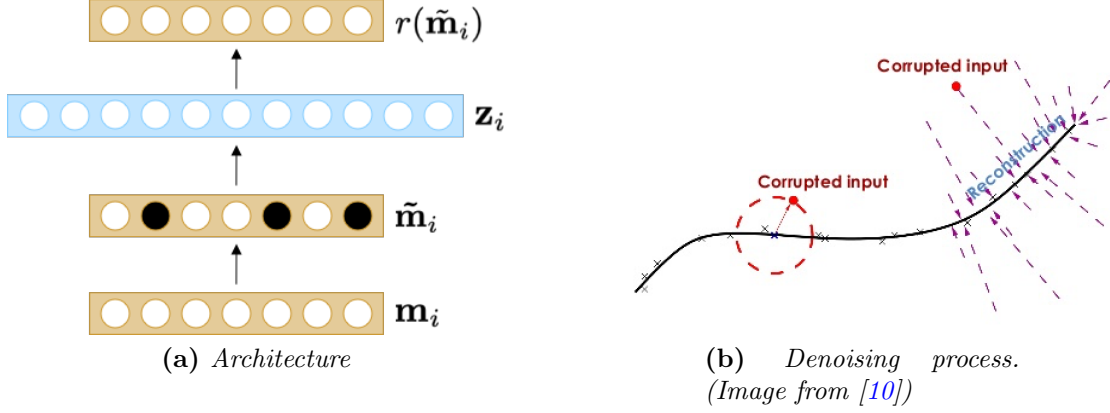 r(m̃ᵢ)
zᵢ
m̃ᵢ
mᵢ
(a) Architecture
Corrupted input
Corrupted input
Reconstruction
(b) Denoising process.
(Image from [10])